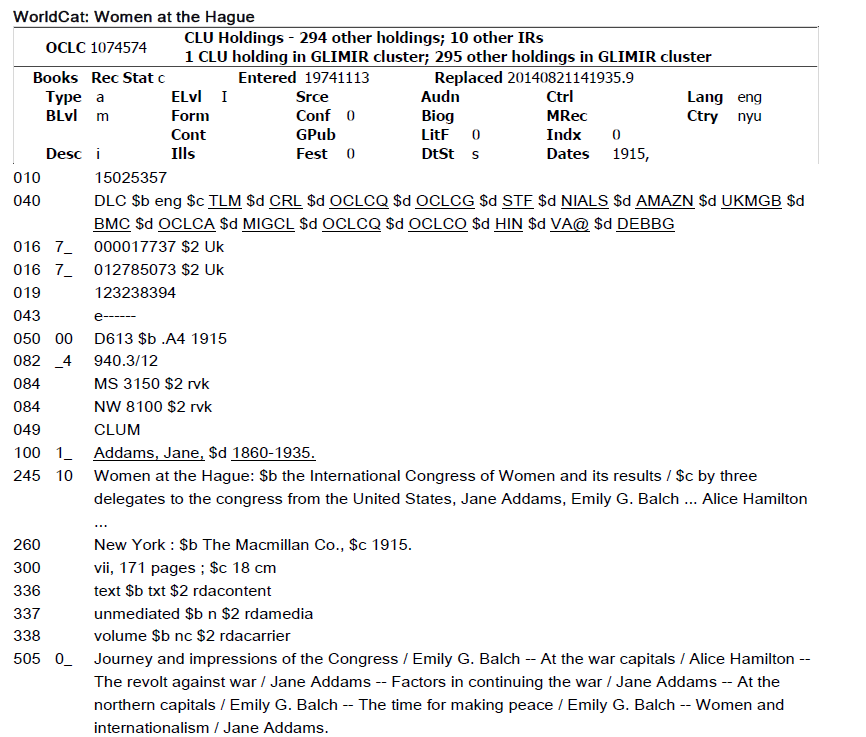 WorldCat: Women at the Hague
OCLC 1074574
CLU Holdings - 294 other holdings; 10 other IRs
1 CLU holding in GLIMIR cluster; 295 other holdings in GLIMIR cluster
Books Rec Stat c Entered 19741113 Replaced 20140821141935.9
Type a ELvl I Srce Audn Ctrl Lang eng
BLvl m Form Conf 0 Biog MRec Ctry nyu
Cont GPub LitF 0 Indx 0
Desc i Ills Fest 0 DtSt s Dates 1915,
010 15025357
040 DLC $b eng $c TLM $d CRL $d OCLCQ $d OCLCG $d STF $d NIALS $d AMAZN $d UKMGB $d
BMC $d OCLCA $d MIGCL $d OCLCQ $d OCLCO $d HIN $d VA@ $d DEBBG
016 7_ 000017737 $2 Uk
016 7_ 012785073 $2 Uk
019 123238394
043 e------
050 00 D613 $b .A4 1915
082 _4 940.3/12
084 MS 3150 $2 rvk
084 NW 8100 $2 rvk
049 CLUM
100 1_ Addams, Jane, $d 1860-1935.
245 10 Women at the Hague: $b the International Congress of Women and its results / $c by three
delegates to the congress from the United States, Jane Addams, Emily G. Balch ... Alice Hamilton
...
260 New York : $b The Macmillan Co., $c 1915.
300 vii, 171 pages ; $c 18 cm
336 text $b txt $2 rdacontent
337 unmediated $b n $2 rdamedia
338 volume $b nc $2 rdacarrier
505 0_ Journey and impressions of the Congress / Emily G. Balch -- At the war capitals / Alice Hamilton --
The revolt against war / Jane Addams -- Factors in continuing the war / Jane Addams -- At the
northern capitals / Emily G. Balch -- The time for making peace / Emily G. Balch -- Women and
internationalism / Jane Addams.